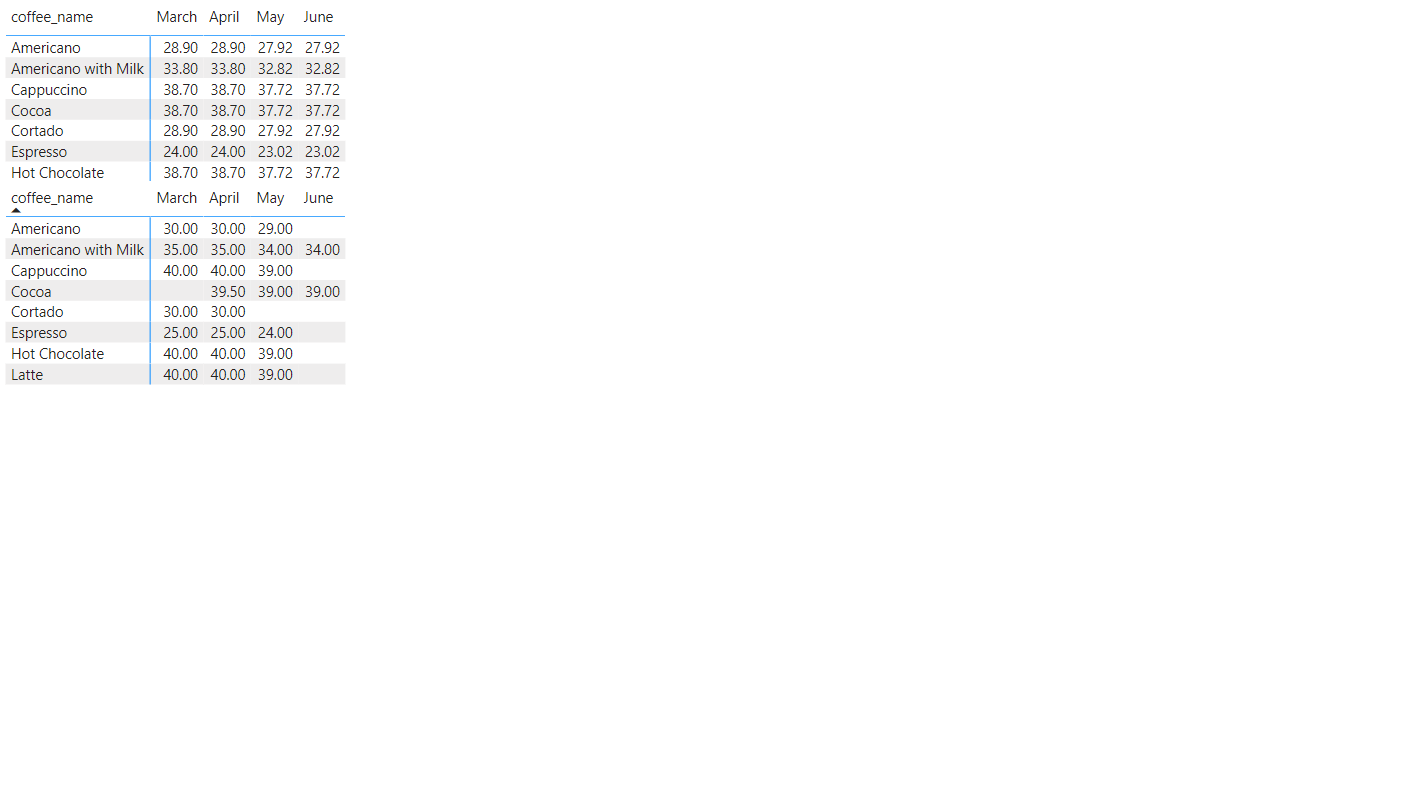 coffee_name March April May June
Americano 28.90 28.90 27.92 27.92
Americano with Milk 33.80 33.80 32.82 32.82
Cappuccino 38.70 38.70 37.72 37.72
Cocoa 38.70 38.70 37.72 37.72
Cortado 28.90 28.90 27.92 27.92
Espresso 24.00 24.00 23.02 23.02
Hot Chocolate 38.70 38.70 37.72 37.72
coffee_name March April May June
Americano 30.00 30.00 29.00
Americano with Milk 35.00 35.00 34.00 34.00
Cappuccino 40.00 40.00 39.00
Cocoa 39.50 39.00 39.00
Cortado 30.00 30.00
Espresso 25.00 25.00 24.00
Hot Chocolate 40.00 40.00 39.00
Latte 40.00 40.00 39.00